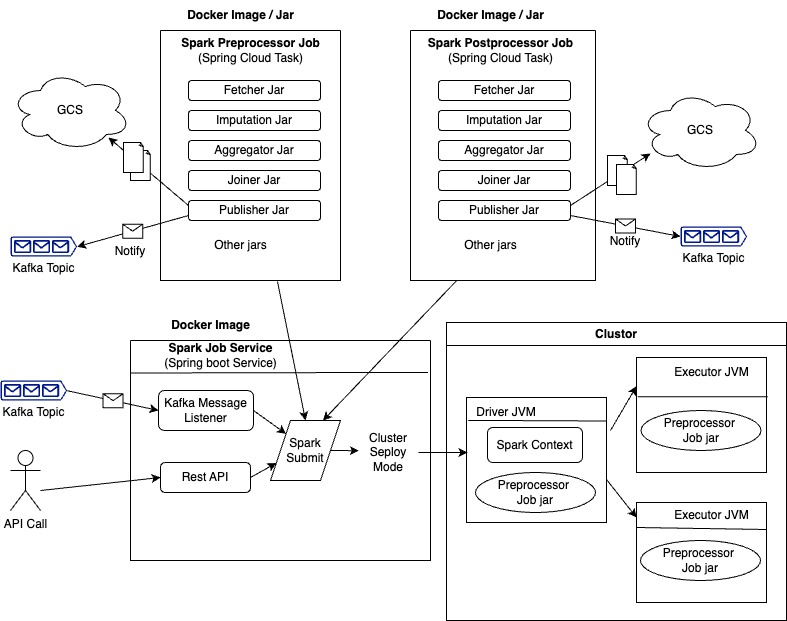 Docker Image / Jar
Spark Preprocessor Job
(Spring Cloud Task)
Fetcher Jar
Imputation Jar
Aggregator Jar
Joiner Jar
Publisher Jar
Other jars
GCS
Notify
Kafka Topic
Docker Image / Jar
Spark Postprocessor Job
(Spring Cloud Task)
Fetcher Jar
Imputation Jar
Aggregator Jar
Joiner Jar
Publisher Jar
Other jars
GCS
Notify
Kafka Topic
Docker Image
Spark Job Service
(Spring boot Service)
Kafka Topic
Kafka Message
Listener
Rest API
API Call
Spark
Submit
Cluster
Seploy
Mode
Clustor
Driver JVM
Spark Context
Preprocessor
Job jar
Executor JVM
Preprocessor
Job jar
Executor JVM
Preprocessor
Job jar